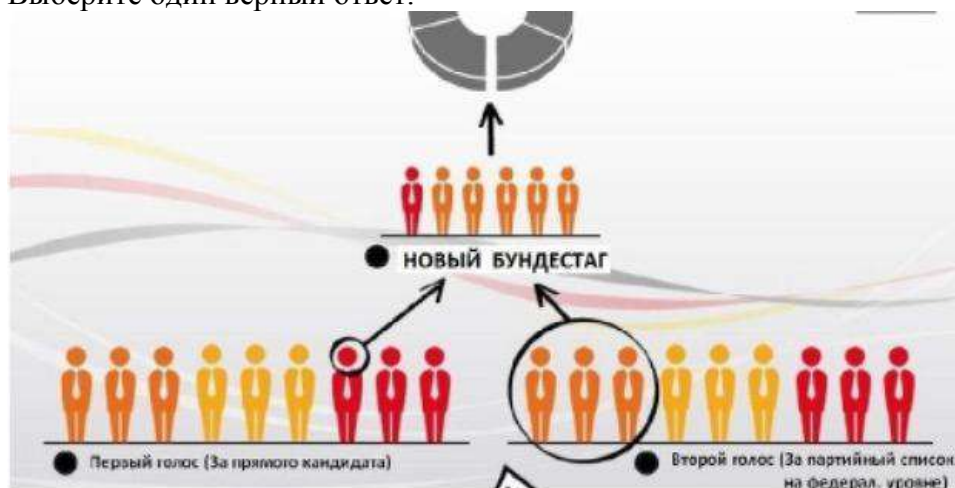 Выберите один верный ответ.
НОВЫЙ БУНДЕСТАГ
Первый голос (За прямого кандидата)
Второй голос (За партийный список
на федерал. уровне)